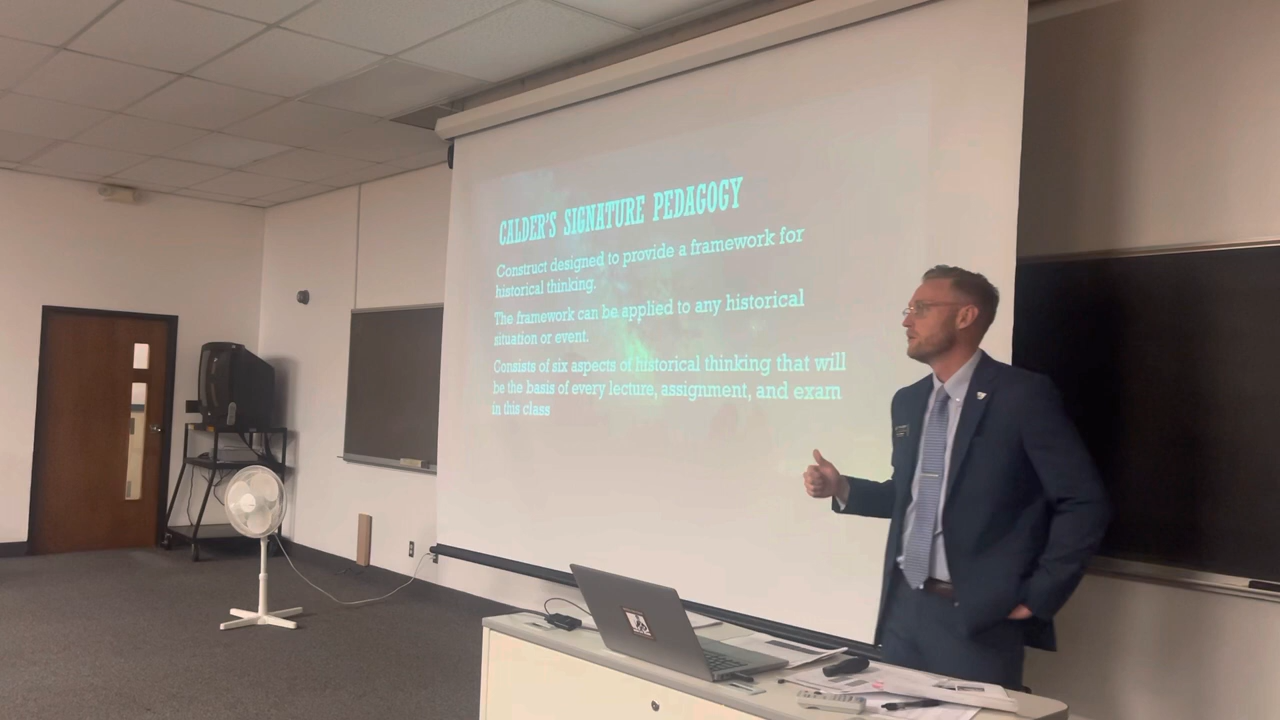 CALDER'S SIGNATURE PEDAGOGY
Construct designed to provide a framework for
historical thinking.
The framework can be applied to any historical
situation or event.
Consists of six aspects of historical thinking that will
be the basis of every lecture, assignment, and exam
in this class